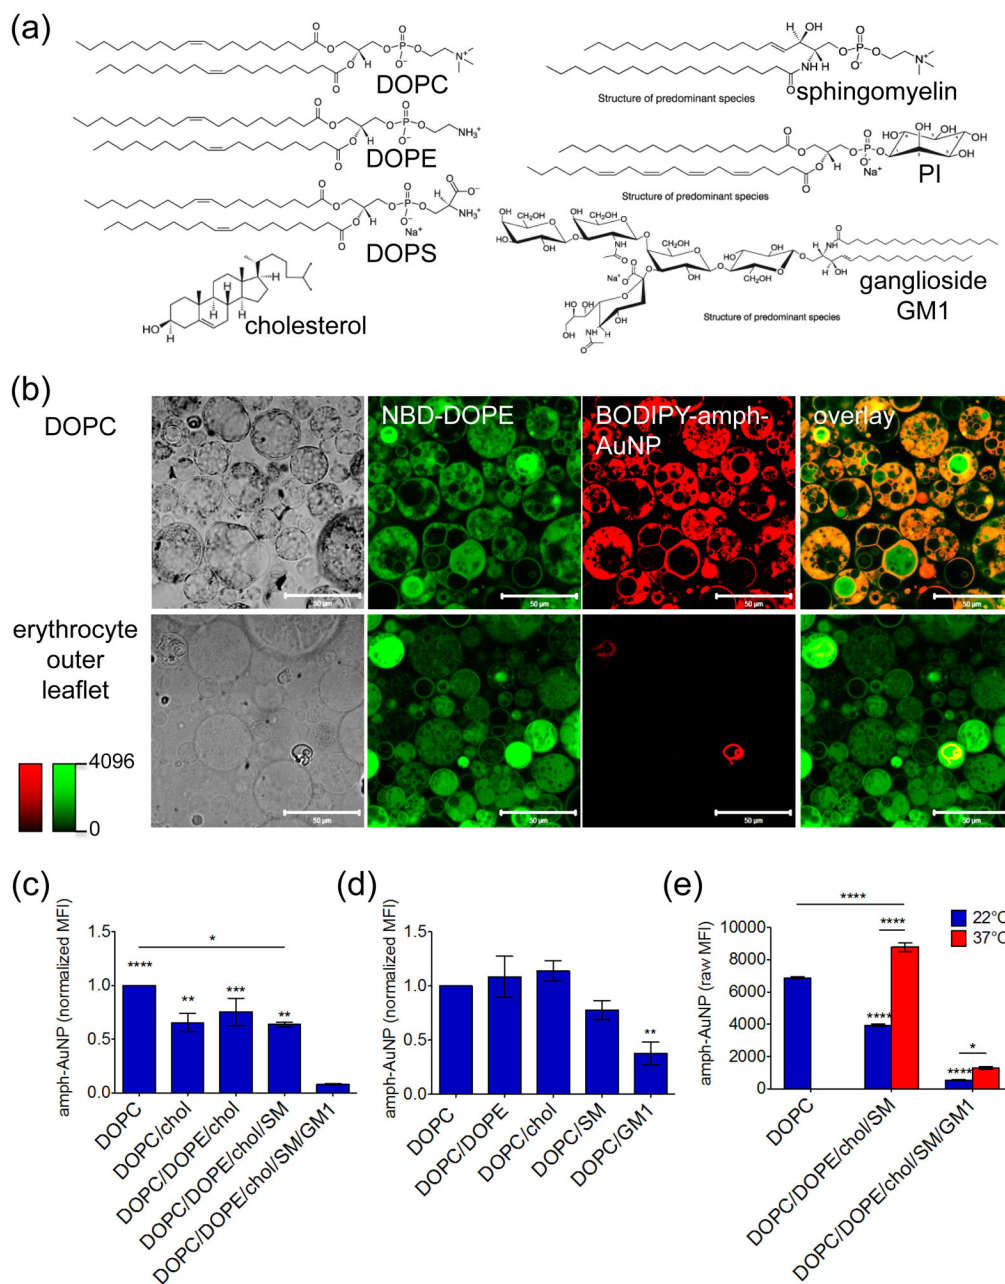 (a)
DOPC
DOPE
DOPS
cholesterol
sphingomyelin
Structure of predominant species
PI
Structure of predominant species
ganglioside
GM1
Structure of predominant species
(b)
DOPC
NBD-DOPE
BODIPY-amph-
AuNP
overlay
50 µm
50 µm
50 µm
50 µm
erythrocyte
outer
leaflet
4096
0
50 µm
50 µm
50 µm
50 µm
(c)
amph-AuNP (normalized MFI)
1.5
1.0
0.5
0.0
*
****
**
***
**
DOPC
DOPC/chol
DOPC/DOPE/chol
DOPC/DOPE/chol/SM
DOPC/DOPE/chol/SM/GM1
(d)
amph-AuNP (normalized MFI)
1.5
1.0
0.5
0.0
**
DOPC
DOPC/DOPE
DOPC/chol
DOPC/SM
DOPC/GM1
(e)
amph-AuNP (raw MFI)
10000
8000
6000
4000
2000
0
****
****
****
*
****
22°C
37°C
DOPC
DOPC/DOPE/chol/SM
DOPC/DOPE/chol/SM/GM1